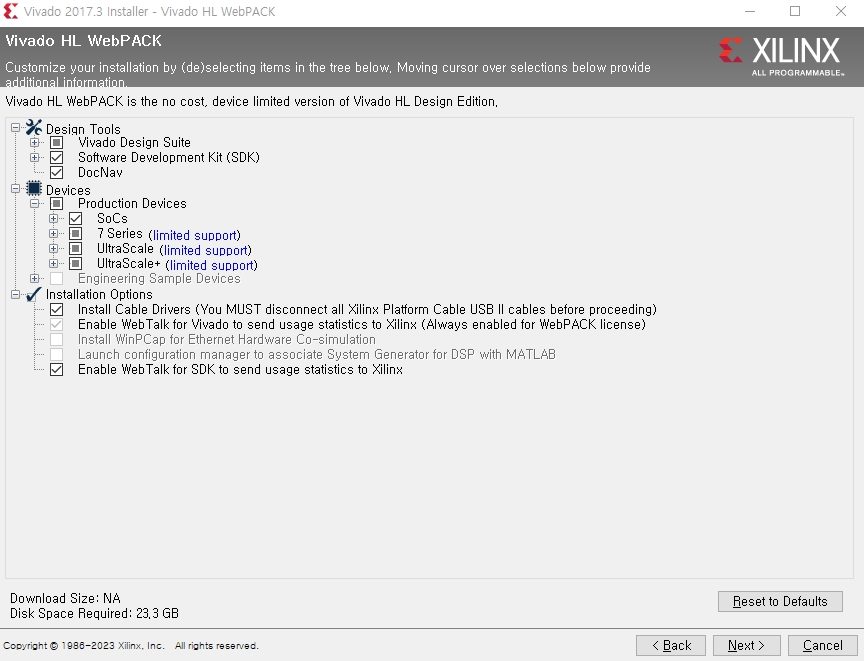 Vivado 2017.3 Installer - Vivado HL WebPACK
Vivado HL WebPACK
XILINX
ALL PROGRAMMABLE™
Customize your installation by (de)selecting items in the tree below. Moving cursor over selections below provide
additional information.
Vivado HL WebPACK is the no cost, device limited version of Vivado HL Design Edition.
Design Tools
Vivado Design Suite
Software Development Kit (SDK)
DocNav
Devices
Production Devices
SoCs
7 Series (limited support)
UltraScale (limited support)
UltraScale+ (limited support)
Engineering Sample Devices
Installation Options
Install Cable Drivers (You MUST disconnect all Xilinx Platform Cable USB II cables before proceeding)
Enable WebTalk for Vivado to send usage statistics to Xilinx (Always enabled for WebPACK license)
Install WinPCap for Ethernet Hardware Co-simulation
Launch configuration manager to associate System Generator for DSP with MATLAB
Enable WebTalk for SDK to send usage statistics to Xilinx
Download Size: NA
Disk Space Required: 23.3 GB
Reset to Defaults
Copyright © 1986-2023 Xilinx, Inc. All rights reserved.
< Back
Next >
Cancel